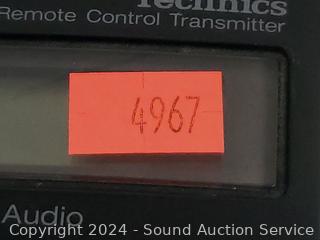 Technics
Remote Control Transmitter
4967
Audio
Copyright 2024 - Sound Auction Service